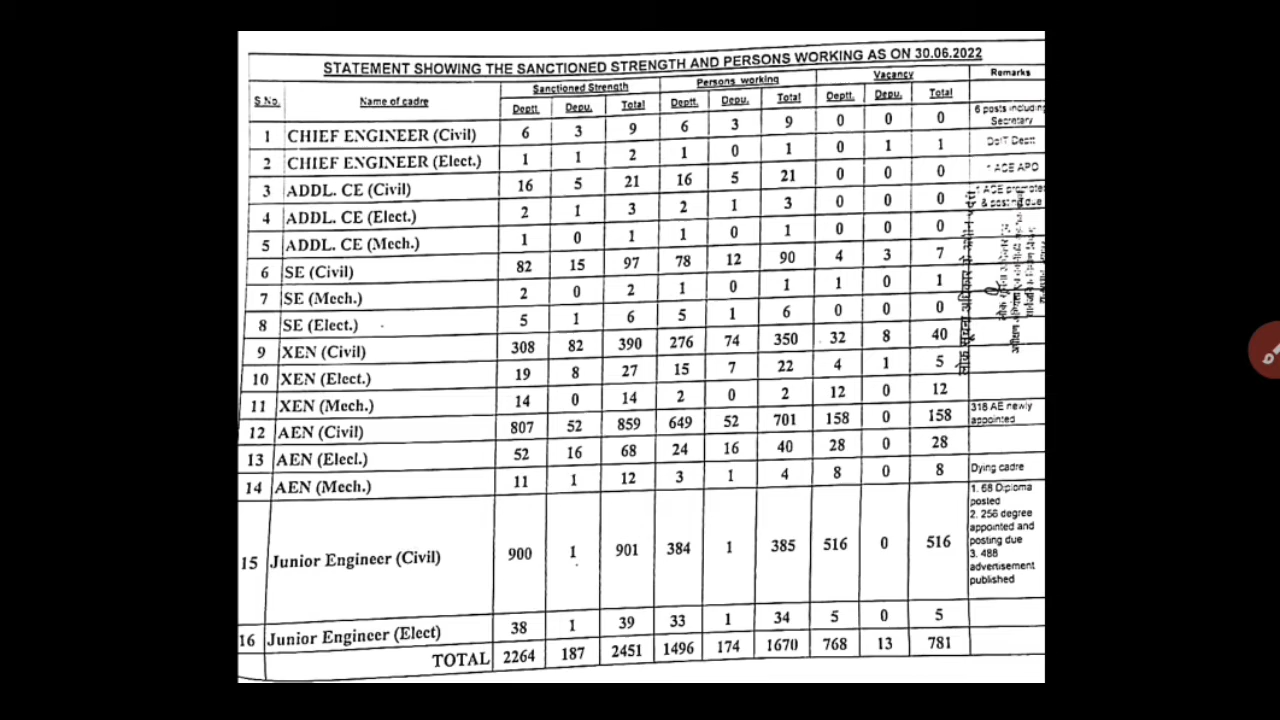 STATEMENT SHOWING THE SANCTIONED STRENGTH AND PERSONS WORKING AS ON 30.06.2022
S.No. Name of cadre Sanctioned Strength Persons working Vacancy Remarks
Deptt. Depu. Total Deptt. Depu. Total Deptt. Depu. Total
1 CHIEF ENGINEER (Civil) 6 3 9 6 3 9 0 0 0 6 posts including Secretary
2 CHIEF ENGINEER (Elect.) 1 1 2 1 0 1 0 1 1 DoIT Deptt
3 ADDL. CE (Civil) 16 5 21 16 5 21 0 0 0 1 ACE APO
4 ADDL. CE (Elect.) 2 1 3 2 1 3 0 0 0 1 ACE promoted & posting due
5 ADDL. CE (Mech.) 1 0 1 1 0 1 0 0 0
6 SE (Civil) 82 15 97 78 12 90 4 3 7
7 SE (Mech.) 2 0 2 1 0 1 1 0 1
8 SE (Elect.) 5 1 6 5 1 6 0 0 0
9 XEN (Civil) 308 82 390 276 74 350 32 8 40
10 XEN (Elect.) 19 8 27 15 7 22 4 1 5
11 XEN (Mech.) 14 0 14 2 0 2 12 0 12
12 AEN (Civil) 807 52 859 649 52 701 158 0 158 318 AE newly appointed
13 AEN (Elect.) 52 16 68 24 16 40 28 0 28
14 AEN (Mech.) 11 1 12 3 1 4 8 0 8 Dying cadre
15 Junior Engineer (Civil) 900 1 901 384 1 385 516 0 516 1. 68 Diploma
posted
2. 256 degree
appointed and
posting due
3. 488
advertisement
published
16 Junior Engineer (Elect) 38 1 39 33 1 34 5 0 5
TOTAL 2264 187 2451 1496 174 1670 768 13 781